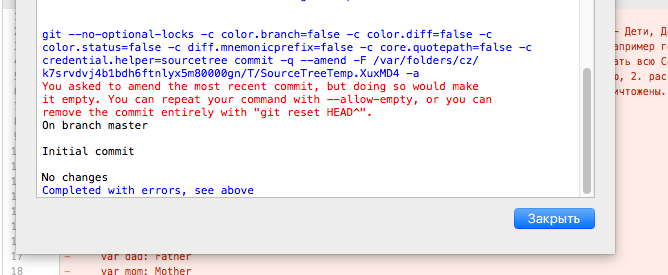 git --no-optional-locks -c color.branch=false -c color.diff=false -c
color.status=false -c diff.mnemonicprefix=false -c core.quotepath=false -c
credential.helper=sourcetree commit -q --amend -F /var/folders/cz/
k7srvdvj4b1bdh6ftnlyx5m80000gn/T/SourceTreeTemp.XuxMD4 -a
You asked to amend the most recent commit, but doing so would make
it empty. You can repeat your command with --allow-empty, or you can
remove the commit entirely with "git reset HEAD^".
On branch master
Initial commit
No changes
Completed with errors, see above
Закрыть
- Дети, Д
ать всю С
, 2. рас
17 - var dad: Father
18 - var mom: Mother